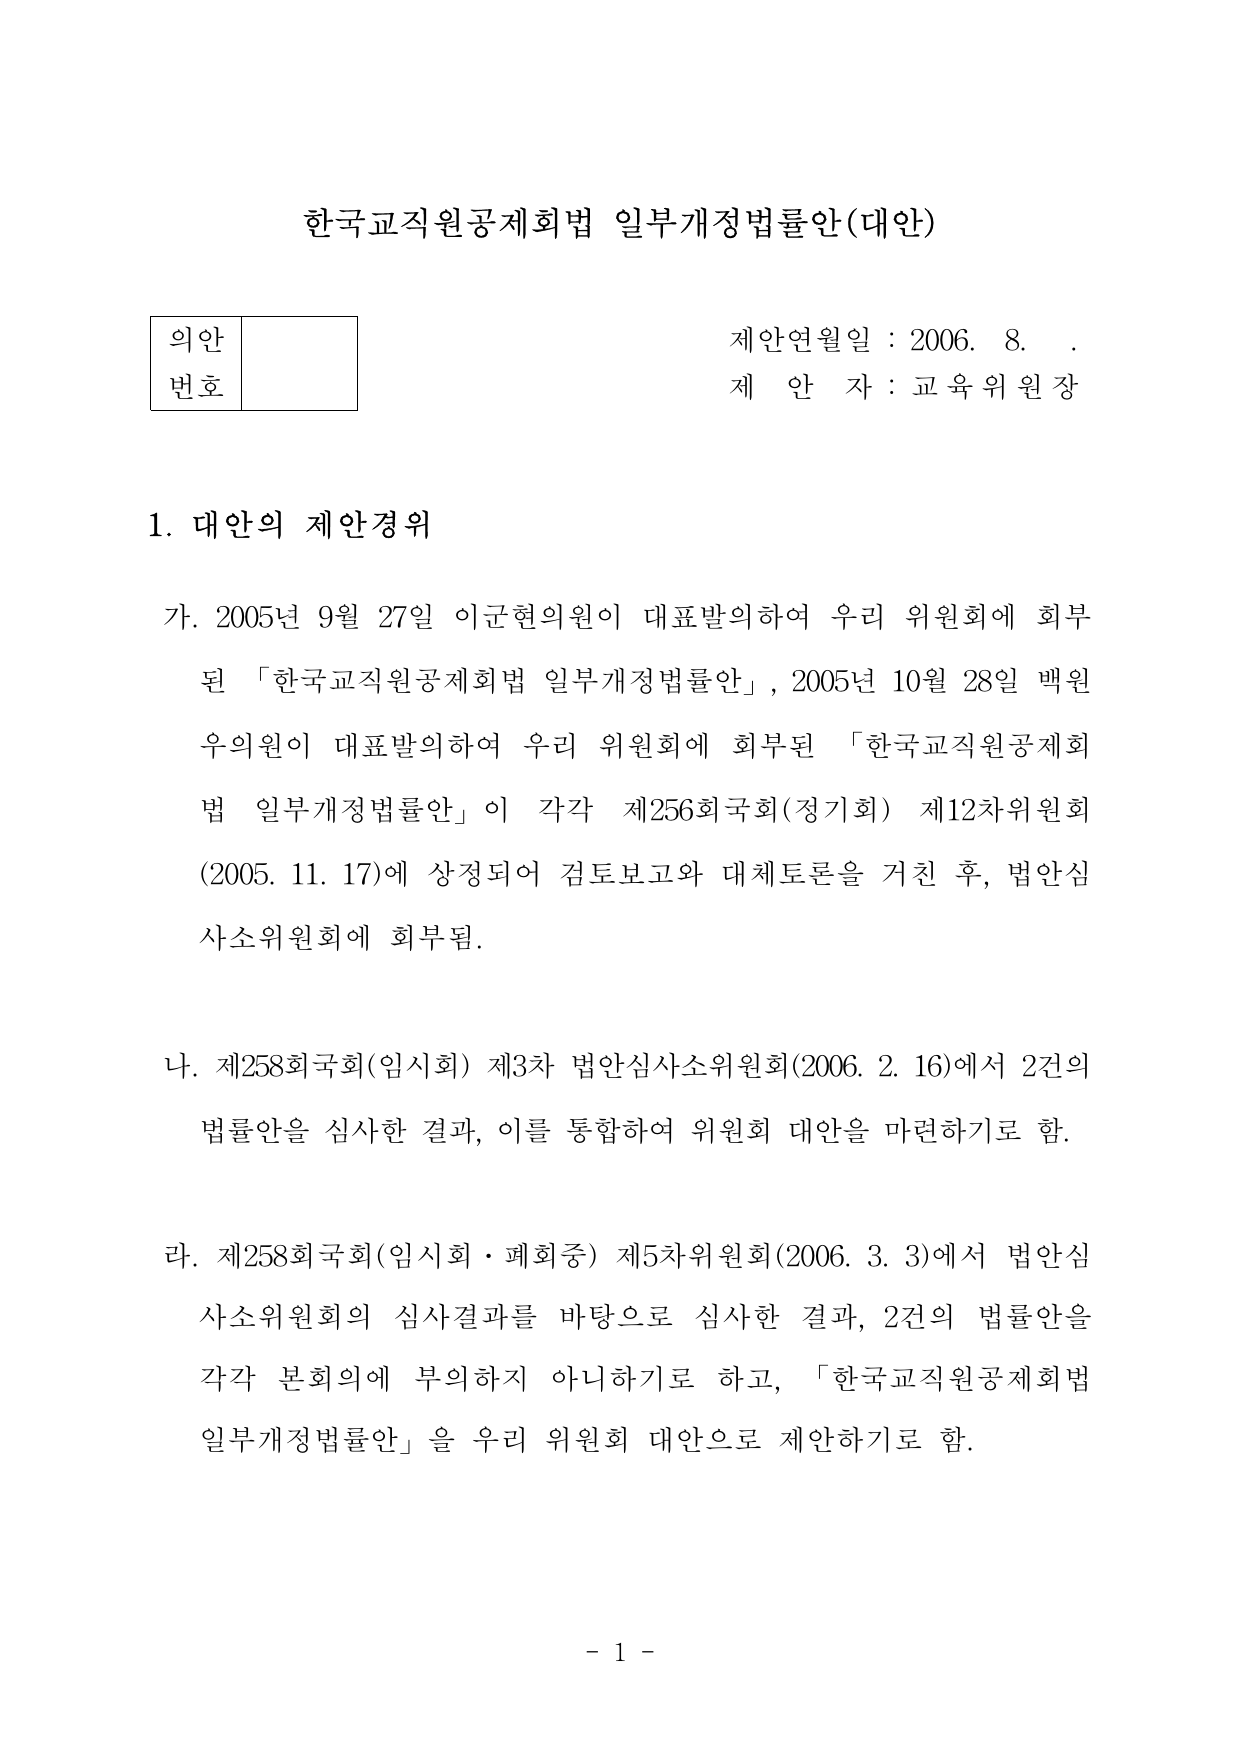 한국교직원공제회법 일부개정법률안(대안)
의안
번호
제안연월일 : 2006. 8. .
제 안 자 : 교육위원장
1. 대안의 제안경위
가. 2005년 9월 27일 이군현의원이 대표발의하여 우리 위원회에 회부
된 「한국교직원공제회법 일부개정법률안」, 2005년 10월 28일 백원
우의원이 대표발의하여 우리 위원회에 회부된 「한국교직원공제회
법 일부개정법률안」이 각각 제256회국회(정기회) 제12차위원회
(2005. 11. 17)에 상정되어 검토보고와 대체토론을 거친 후, 법안심
사소위원회에 회부됨.
나. 제258회국회(임시회) 제3차 법안심사소위원회(2006. 2. 16)에서 2건의
법률안을 심사한 결과, 이를 통합하여 위원회 대안을 마련하기로 함.
라. 제258회국회(임시회·폐회중) 제5차위원회(2006. 3. 3)에서 법안심
사소위원회의 심사결과를 바탕으로 심사한 결과, 2건의 법률안을
각각 본회의에 부의하지 아니하기로 하고, 「한국교직원공제회법
일부개정법률안」을 우리 위원회 대안으로 제안하기로 함.
- 1 -